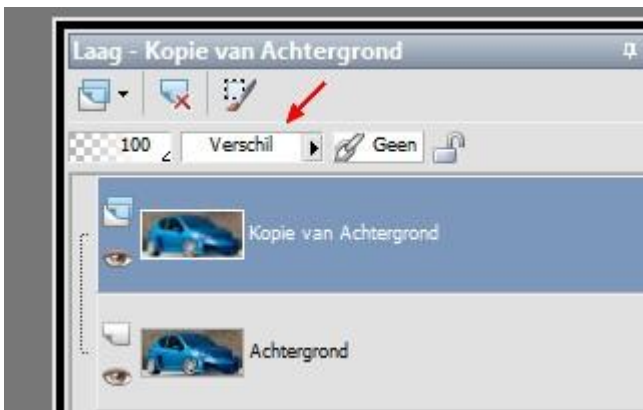 Laag - Kopie van Achtergrond
100 Verschil Geen
Kopie van Achtergrond
Achtergrond